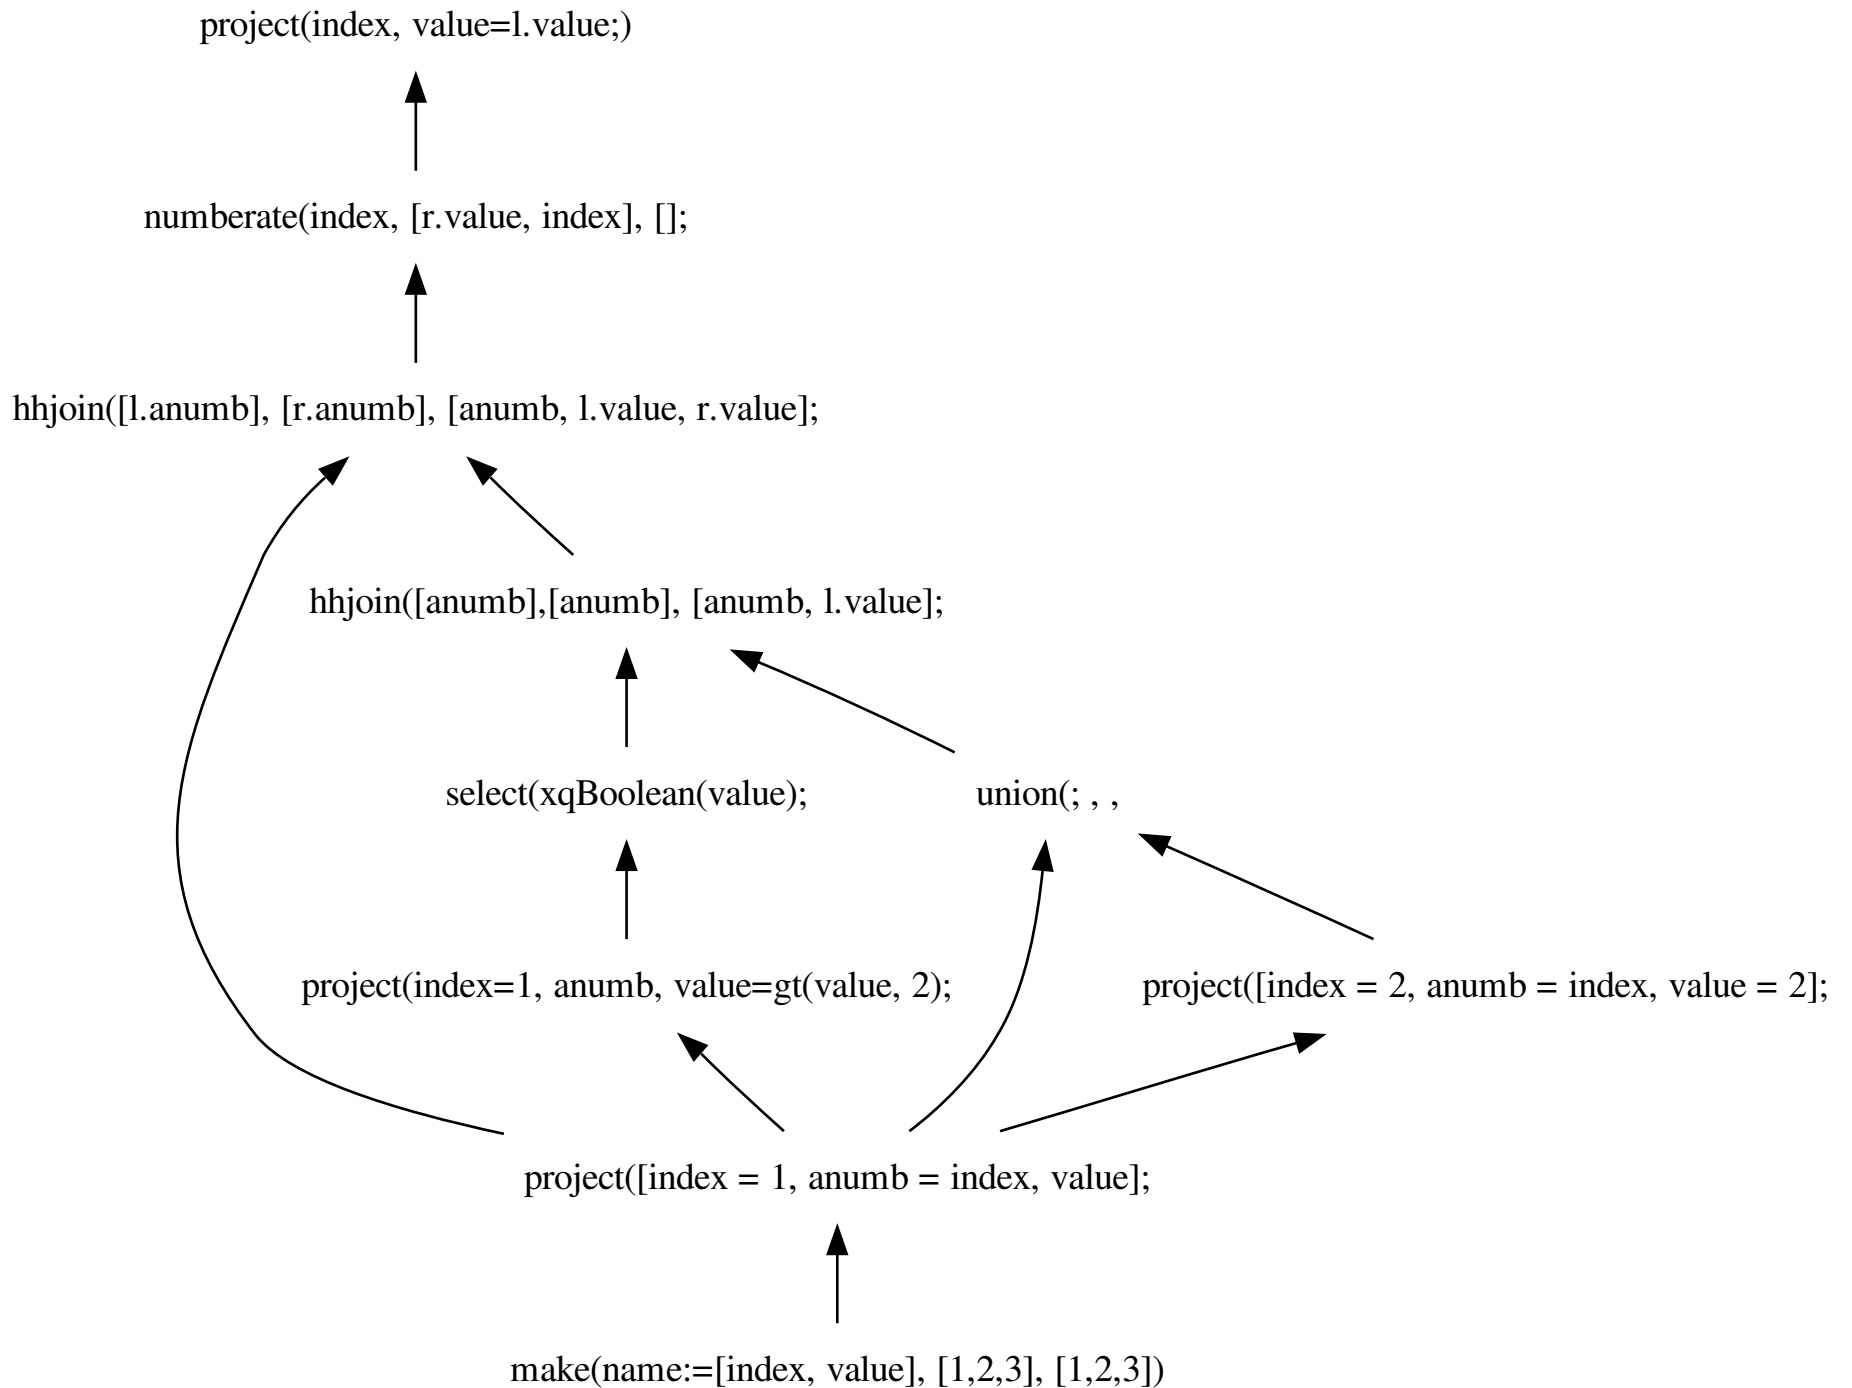 project(index, value=l.value;)
numberate(index, [r.value, index], [];
hhjoin([l.anumb], [r.anumb], [anumb, l.value, r.value];
hhjoin([anumb],[anumb], [anumb, l.value];
select(xqBoolean(value);
union(; , ,
project(index=1, anumb, value=gt(value, 2);
project([index = 2, anumb = index, value = 2];
project([index = 1, anumb = index, value];
make(name:=[index, value], [1,2,3], [1,2,3])